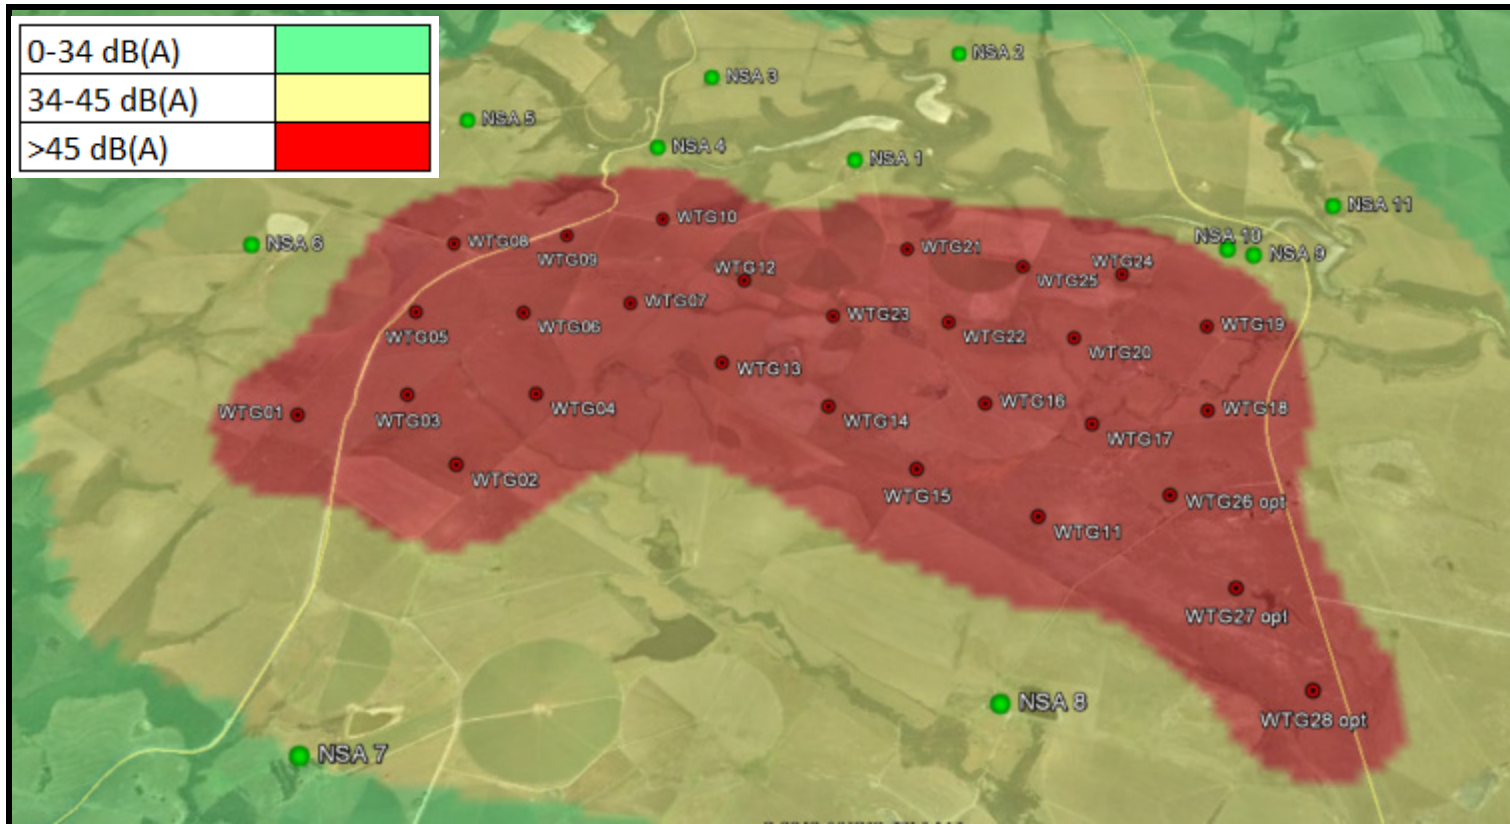 0-34 dB(A)
34-45 dB(A)
>45 dB(A)
NSA 2
NSA 3
NSA 5
NSA 4
NSA 1
NSA 11
WTG10
NSA 10
WTG08
NSA 6
WTG21
NSA 9
WTG09
WTG24
WTG12
WTG25
WTG07
WTG23
WTG06
WTG19
WTG05
WTG22
WTG20
WTG13
WTG16
WTG04
WTG18
WTG01
WTG03
WTG14
WTG17
WTG02
WTG15
WTG26 opt
WTG11
WTG27 opt
NSA 8
WTG28 opt
NSA 7